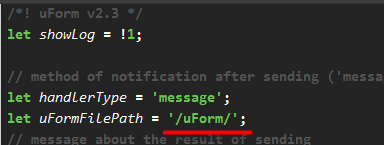 /*! uForm v2.3 */
let showLog = !1;
// method of notification after sending ('messa
let handlerType = 'message';
let uFormFilePath = '/uForm/';
// message about the result of sending